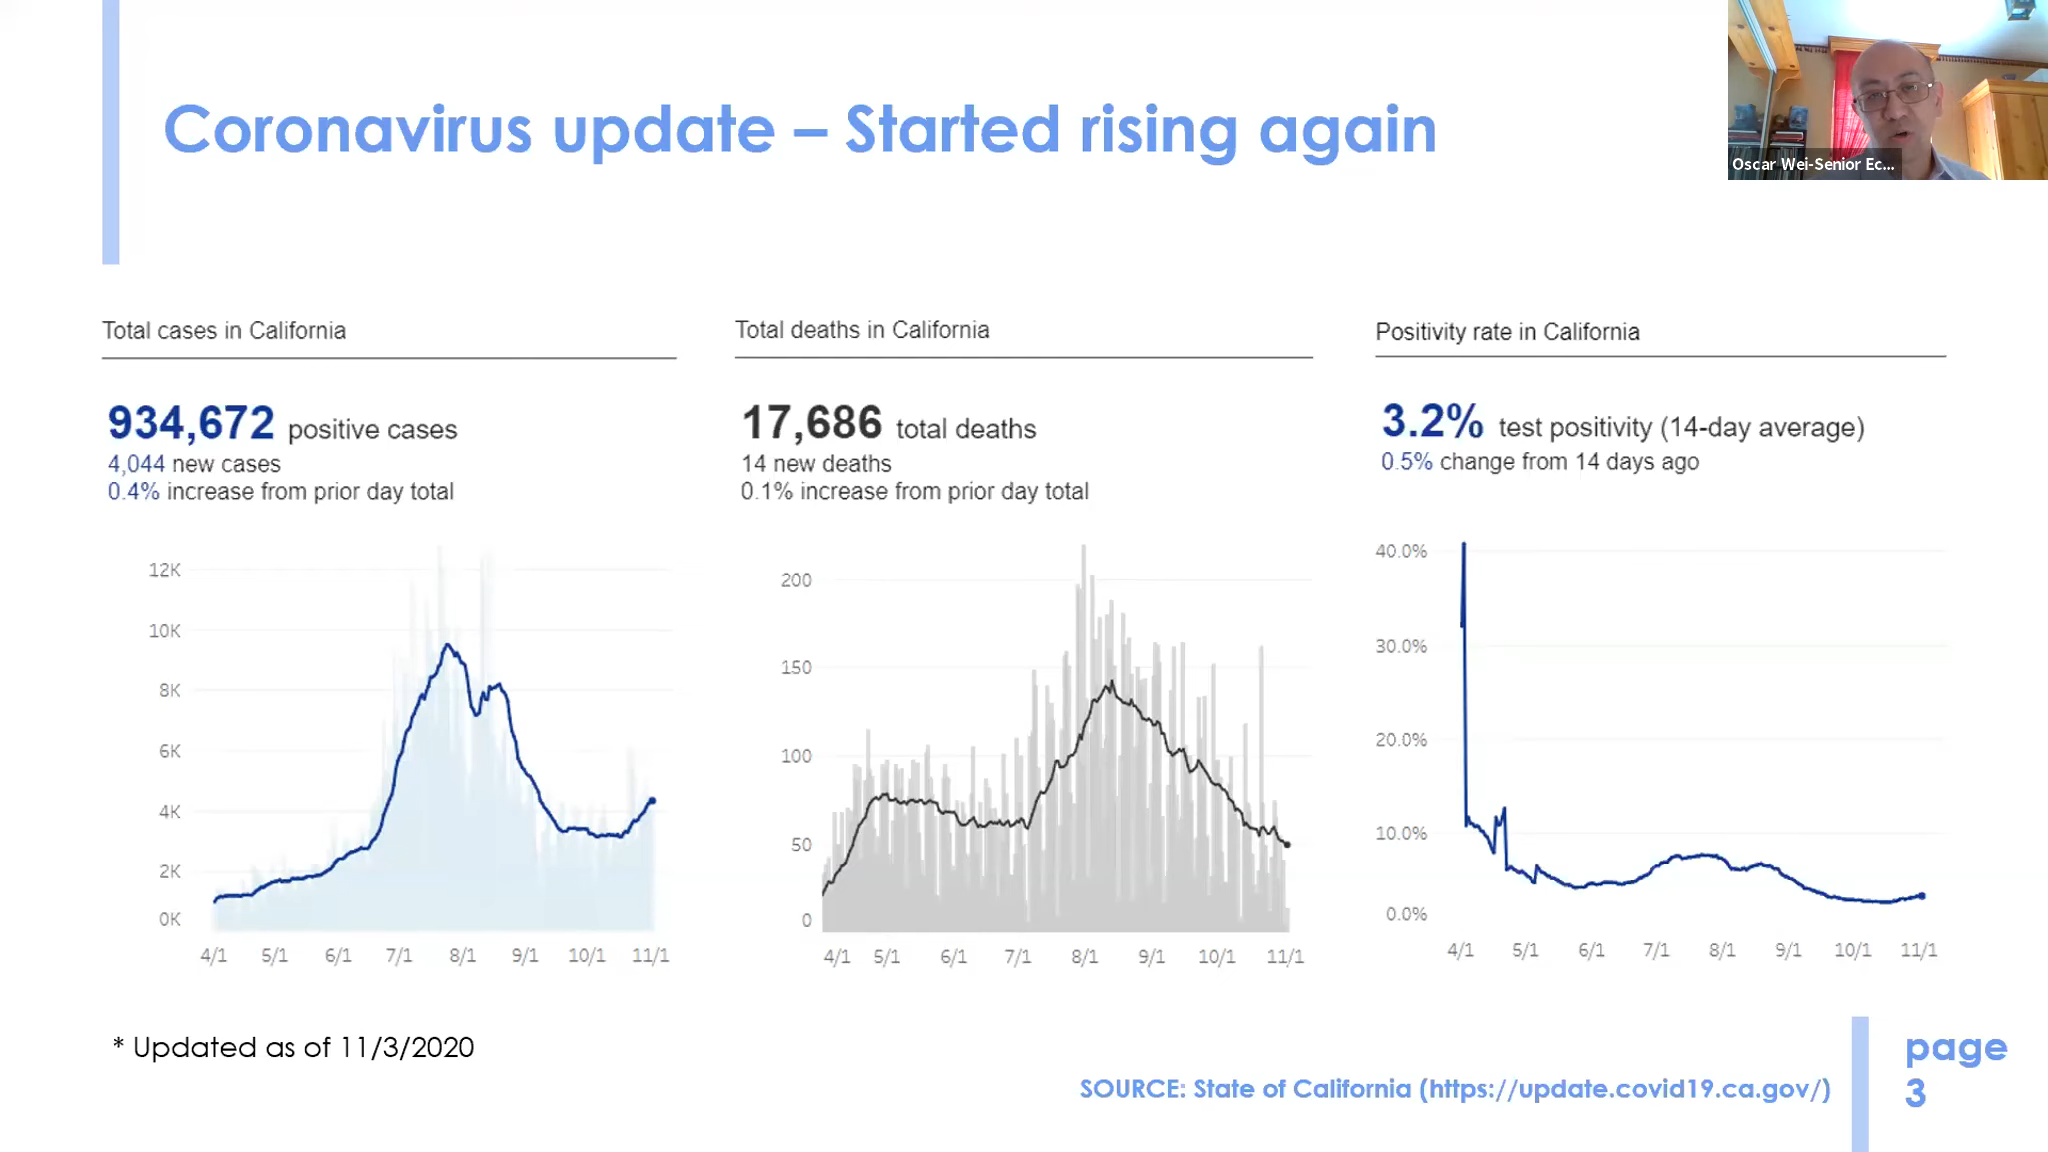 Coronavirus update – Started rising again
Oscar Wei-Senior Ec...
Total cases in California
934,672 positive cases
4,044 new cases
0.4% increase from prior day total
12K
10K
8K
6K
4K
2K
0K
4/1 5/1 6/1 7/1 8/1 9/1 10/1 11/1
Total deaths in California
17,686 total deaths
14 new deaths
0.1% increase from prior day total
200
150
100
50
0
4/1 5/1 6/1 7/1 8/1 9/1 10/1 11/1
Positivity rate in California
3.2% test positivity (14-day average)
0.5% change from 14 days ago
40.0%
30.0%
20.0%
10.0%
0.0%
4/1 5/1 6/1 7/1 8/1 9/1 10/1 11/1
* Updated as of 11/3/2020
SOURCE: State of California (https://update.covid19.ca.gov/)
page
3